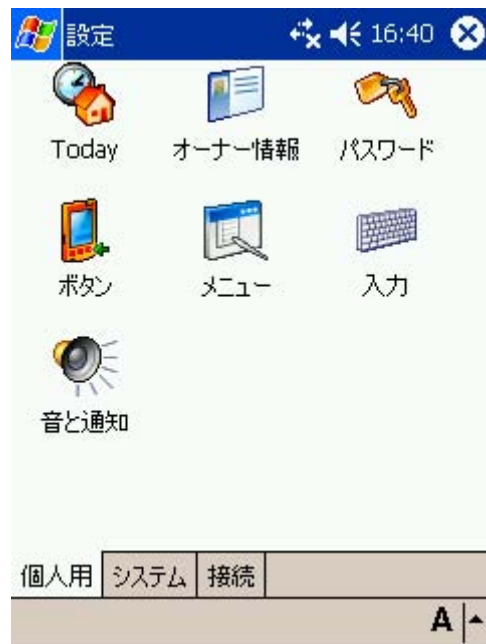 設定 16:40
Today オーナー情報 パスワード
ボタン メニュー 入力
音と通知
個人用 システム 接続
A